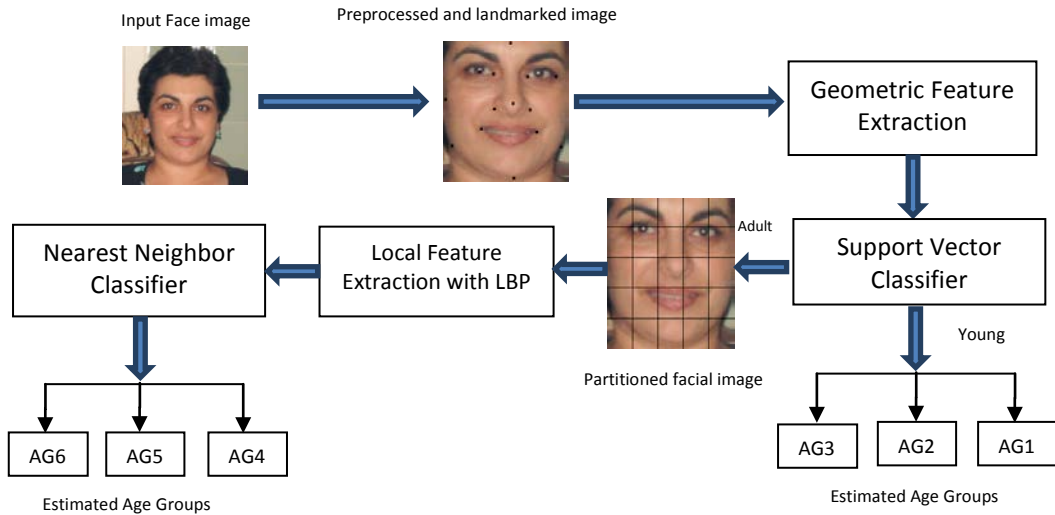 Input Face image
Preprocessed and landmarked image
Geometric Feature
Extraction
Adult
Support Vector
Classifier
Local Feature
Extraction with LBP
Nearest Neighbor
Classifier
Young
Partitioned facial image
AG6
AG5
AG4
AG3
AG2
AG1
Estimated Age Groups
Estimated Age Groups